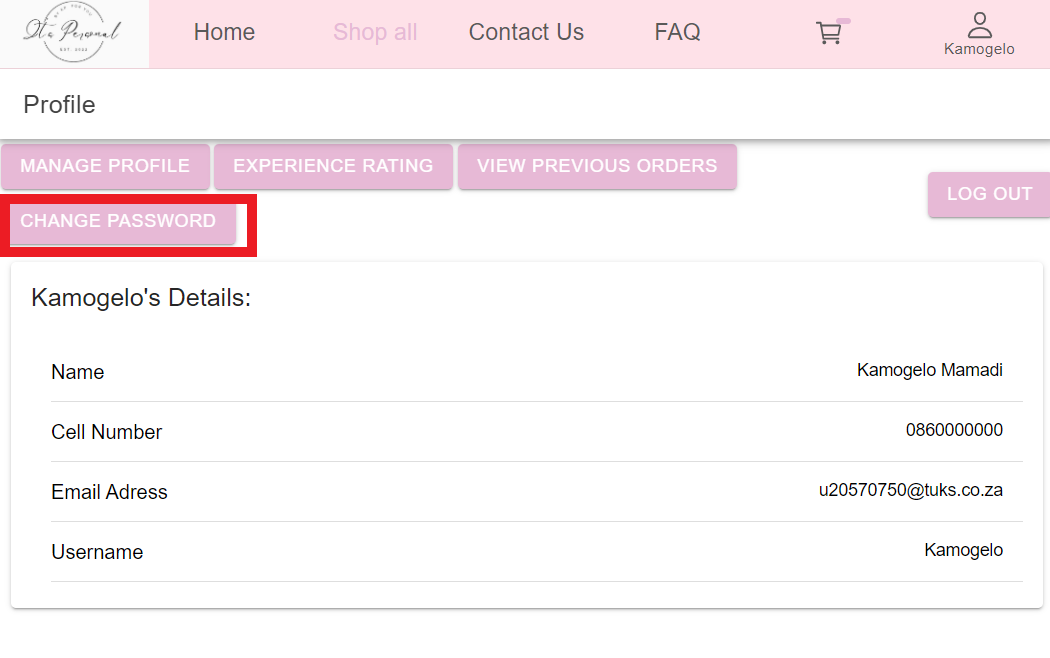 It's Personal
EST. 2022
Home
Shop all
Contact Us
FAQ
Kamogelo
Profile
MANAGE PROFILE
EXPERIENCE RATING
VIEW PREVIOUS ORDERS
LOG OUT
CHANGE PASSWORD
Kamogelo's Details:
Name
Kamogelo Mamadi
Cell Number
0860000000
Email Adress
u20570750@tuks.co.za
Username
Kamogelo